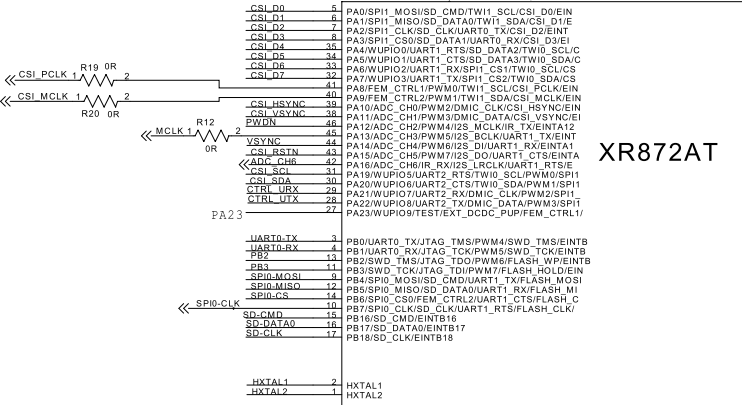 CSI_D0 5 PA0/SPI1_MOSI/SD_CMD/TWI1_SCL/CSI_D0/EIN
CSI_D1 6 PA1/SPI1_MISO/SD_DATA0/TWI1_SDA/CSI_D1/E
CSI_D2 7 PA2/SPI1_CLK/SD_CLK/UART0_TX/CSI_D2/EINT
CSI_D3 8 PA3/SPI1_CS0/SD_DATA1/UART0_RX/CSI_D3/EI
CSI_D4 35 PA4/WUPIO0/UART1_RTS/SD_DATA2/TWI0_SCL/C
CSI_D5 34 PA5/WUPIO1/UART1_CTS/SD_DATA3/TWI0_SDA/C
CSI_D6 33 PA6/WUPIO2/UART1_RX/SPI1_CS1/TWI0_SCL/CS
CSI_D7 32 PA7/WUPIO3/UART1_TX/SPI1_CS2/TWI0_SDA/CS
R19 0R
CSI_PCLK 1 2 41 PA8/FEM_CTRL1/PWM0/TWI1_SCL/CSI_PCLK/EIN
CSI_MCLK 1 2 40 PA9/FEM_CTRL2/PWM1/TWI1_SDA/CSI_MCLK/EIN
R20 0R
CSI_HSYNC 39 PA10/ADC_CH0/PWM2/DMIC_CLK/CSI_HSYNC/EIN
CSI_VSYNC 38 PA11/ADC_CH1/PWM3/DMIC_DATA/CSI_VSYNC/EI
PWDN 46 PA12/ADC_CH2/PWM4/I2S_MCLK/IR_TX/EINTA12
R12
MCLK 1 2 45 PA13/ADC_CH3/PWM5/I2S_BCLK/UART1_TX/EINT
0R
VSYNC 44 PA14/ADC_CH4/PWM6/I2S_DI/UART1_RX/EINTA1
CSI_RSTN 43 PA15/ADC_CH5/PWM7/I2S_DO/UART1_CTS/EINTA
XR872AT
ADC_CH6 42 PA16/ADC_CH6/IR_RX/I2S_LRCLK/UART1_RTS/E
CSI_SCL 31 PA19/WUPIO5/UART2_RTS/TWI0_SCL/PWM0/SPI1
CSI_SDA 30 PA20/WUPIO6/UART2_CTS/TWI0_SDA/PWM1/SPI1
CTRL_URX 29 PA21/WUPIO7/UART2_RX/DMIC_CLK/PWM2/SPI1_
CTRL_UTX 28 PA22/WUPIO8/UART2_TX/DMIC_DATA/PWM3/SPI1
PA23 27 PA23/WUPIO9/TEST/EXT_DCDC_PUP/FEM_CTRL1/
UART0-TX 3 PB0/UART0_TX/JTAG_TMS/PWM4/SWD_TMS/EINTB
UART0-RX 4 PB1/UART0_RX/JTAG_TCK/PWM5/SWD_TCK/EINTB
PB2 13 PB2/SWD_TMS/JTAG_TDO/PWM6/FLASH_WP/EINTB
PB3 11 PB3/SWD_TCK/JTAG_TDI/PWM7/FLASH_HOLD/EIN
SPI0-MOSI 9 PB4/SPI0_MOSI/SD_CMD/UART1_TX/FLASH_MOSI
SPI0-MISO 12 PB5/SPI0_MISO/SD_DATA0/UART1_RX/FLASH_MI
SPI0-CS 14 PB6/SPI0_CS0/FEM_CTRL2/UART1_CTS/FLASH_C
SPI0-CLK 10 PB7/SPI0_CLK/SD_CLK/UART1_RTS/FLASH_CLK/
SD-CMD 15 PB16/SD_CMD/EINTB16
SD-DATA0 16 PB17/SD_DATA0/EINTB17
SD-CLK 17 PB18/SD_CLK/EINTB18
HXTAL1 2 HXTAL1
HXTAL2 1 HXTAL2